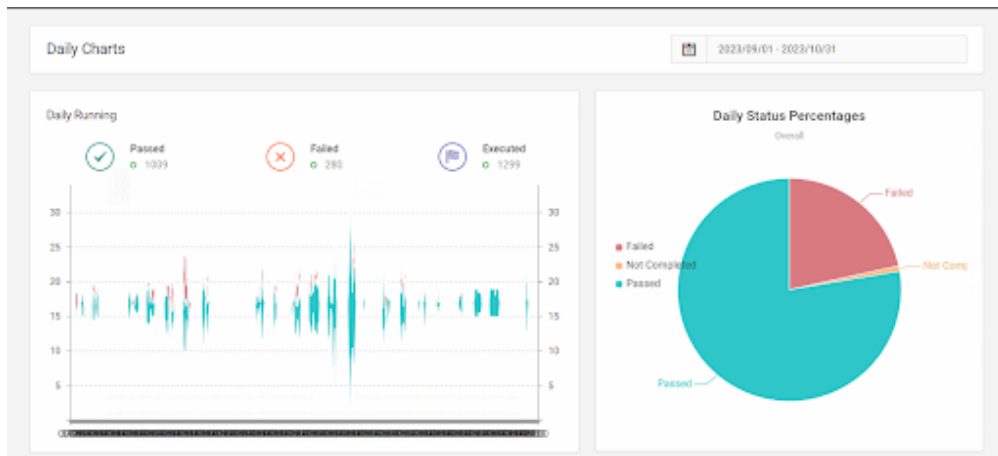 Daily Charts
2023/09/01 - 2023/10/31
Daily Running
Passed
1009
Failed
280
Executed
1299
30
25
20
15
10
5
30
25
20
15
10
5
Daily Status Percentages
Overall
Failed
Not Completed
Passed
Failed
Not Comp
Passed